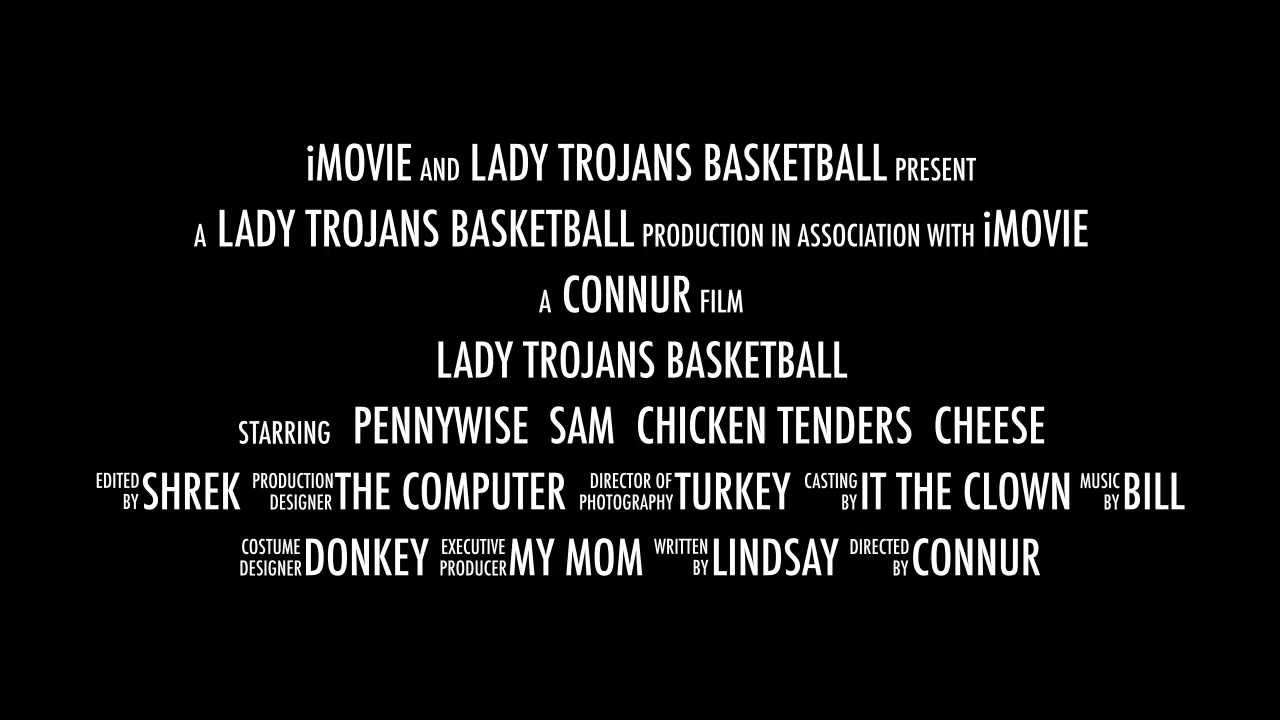 iMOVIE AND LADY TROJANS BASKETBALL PRESENT
A LADY TROJANS BASKETBALL PRODUCTION IN ASSOCIATION WITH iMOVIE
A CONNUR FILM
LADY TROJANS BASKETBALL
STARRING PENNYWISE SAM CHICKEN TENDERS CHEESE
EDITED BY SHREK PRODUCTION DESIGNER THE COMPUTER DIRECTOR OF PHOTOGRAPHY TURKEY CASTING BY IT THE CLOWN MUSIC BY BILL
COSTUME DESIGNER DONKEY EXECUTIVE PRODUCER MY MOM WRITTEN BY LINDSAY DIRECTED BY CONNUR